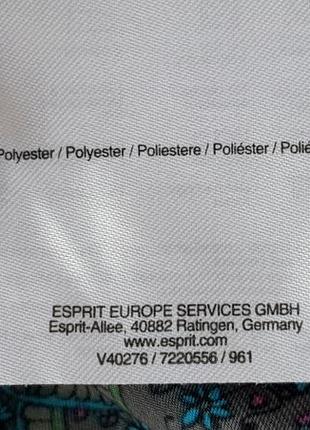 Polyester / Polyester / Poliestere / Poliéster / Polié
ESPRIT EUROPE SERVICES GMBH
Esprit-Allee, 40882 Ratingen, Germany
www.esprit.com
V40276 / 7220556 / 961